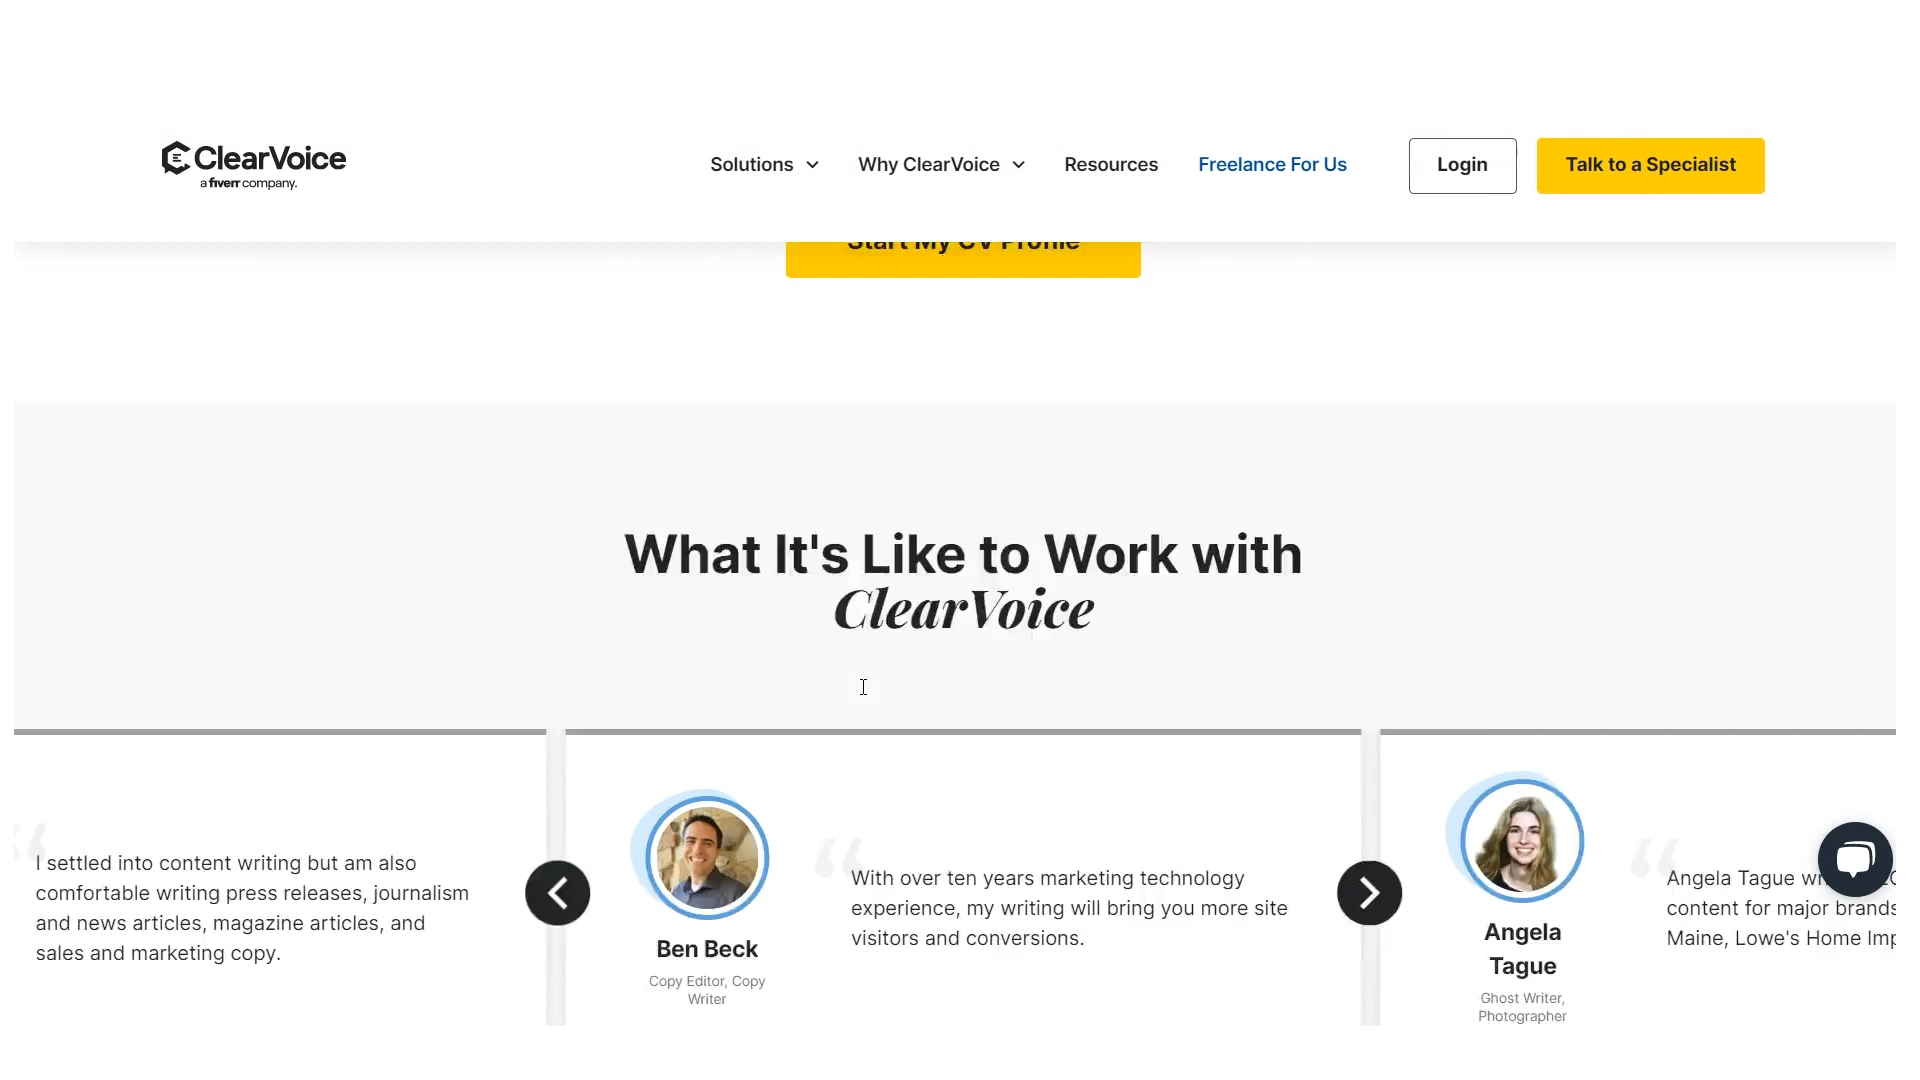 ClearVoice
a fiverr company.
Solutions
Why ClearVoice
Resources
Freelance For Us
Login
Talk to a Specialist
Start My CV Profile
What It's Like to Work with
ClearVoice
I settled into content writing but am also
comfortable writing press releases, journalism
and news articles, magazine articles, and
sales and marketing copy.
Ben Beck
Copy Editor, Copy
Writer
With over ten years marketing technology
experience, my writing will bring you more site
visitors and conversions.
Angela
Tague
Ghost Writer,
Photographer
Angela Tague
content for major brands
Maine, Lowe's Home